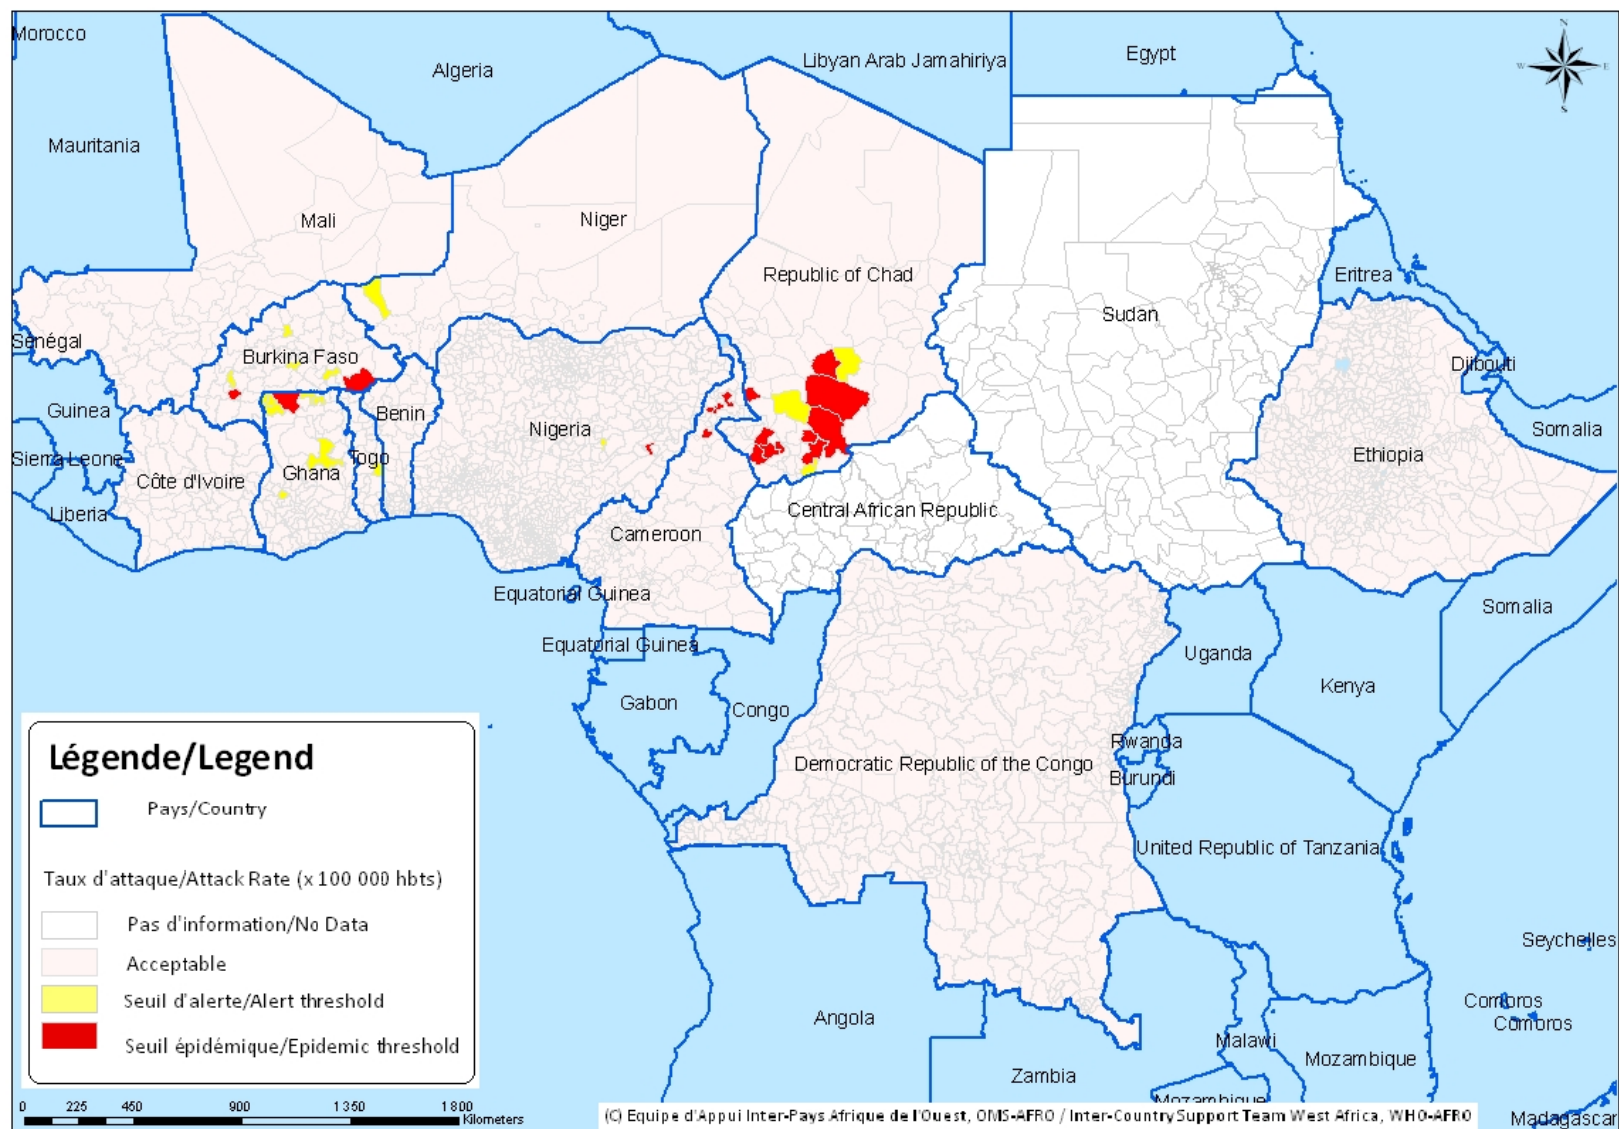 Morocco
Algeria
Libyan Arab Jamahiriya
Egypt
N
W
E
S
Mauritania
Mali
Niger
Republic of Chad
Sudan
Eritrea
Sénégal
Burkina Faso
Djibouti
Guinea
Benin
Nigeria
Somalia
Sierra Leone
Côte d'Ivoire
Ghana
Togo
Ethiopia
Liberia
Cameroon
Central African Republic
Equatorial Guinea
Somalia
Equatorial Guinea
Uganda
Kenya
Gabon
Congo
Rwanda
Democratic Republic of the Congo
Burundi
United Republic of Tanzania
Seychelles
Comoros
Comoros
Angola
Malawi
Mozambique
Zambia
Mozambique
Madagascar
Légende/Legend
Pays/Country
Taux d'attaque/Attack Rate (x 100 000 hbts)
Pas d'information/No Data
Acceptable
Seuil d'alerte/Alert threshold
Seuil épidémique/Epidemic threshold
0 225 450 900 1 350 1 800
Kilometers
(C) Equipe d'Appui Inter-Pays Afrique de l'Ouest, OMS-AFRO / Inter-Country Support Team West Africa, WHO-AFRO